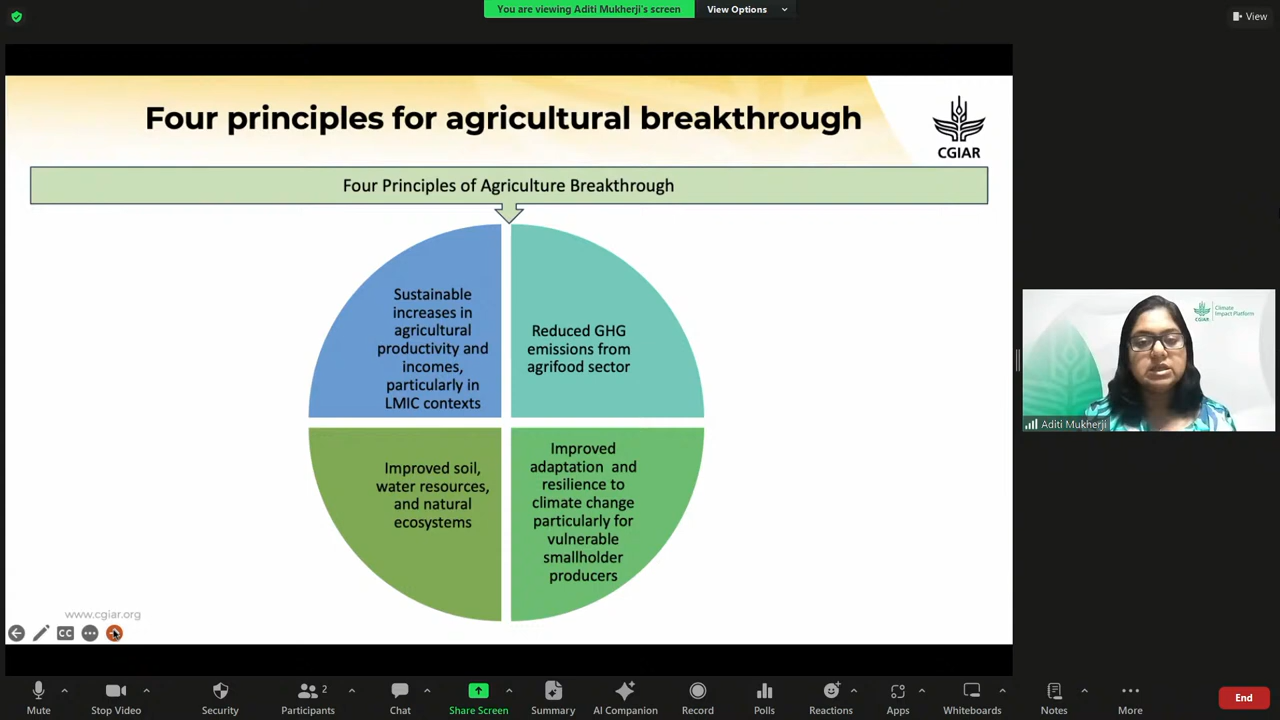 You are viewing Aditi Mukherji's screen
View Options
View
Four principles for agricultural breakthrough
CGIAR
Four Principles of Agriculture Breakthrough
Sustainable
increases in
agricultural
productivity and
incomes,
particularly in
LMIC contexts
Reduced GHG
emissions from
agrifood sector
Improved soil,
water resources,
and natural
ecosystems
Improved
adaptation and
resilience to
climate change
particularly for
vulnerable
smallholder
producers
www.cgiar.org
CC
CGIAR
Climate
Impact Platform
Aditi Mukherji
Mute
Stop Video
Security
Participants
2
Chat
Share Screen
Summary
AI Companion
Record
Polls
Reactions
Apps
Whiteboards
Notes
More
End